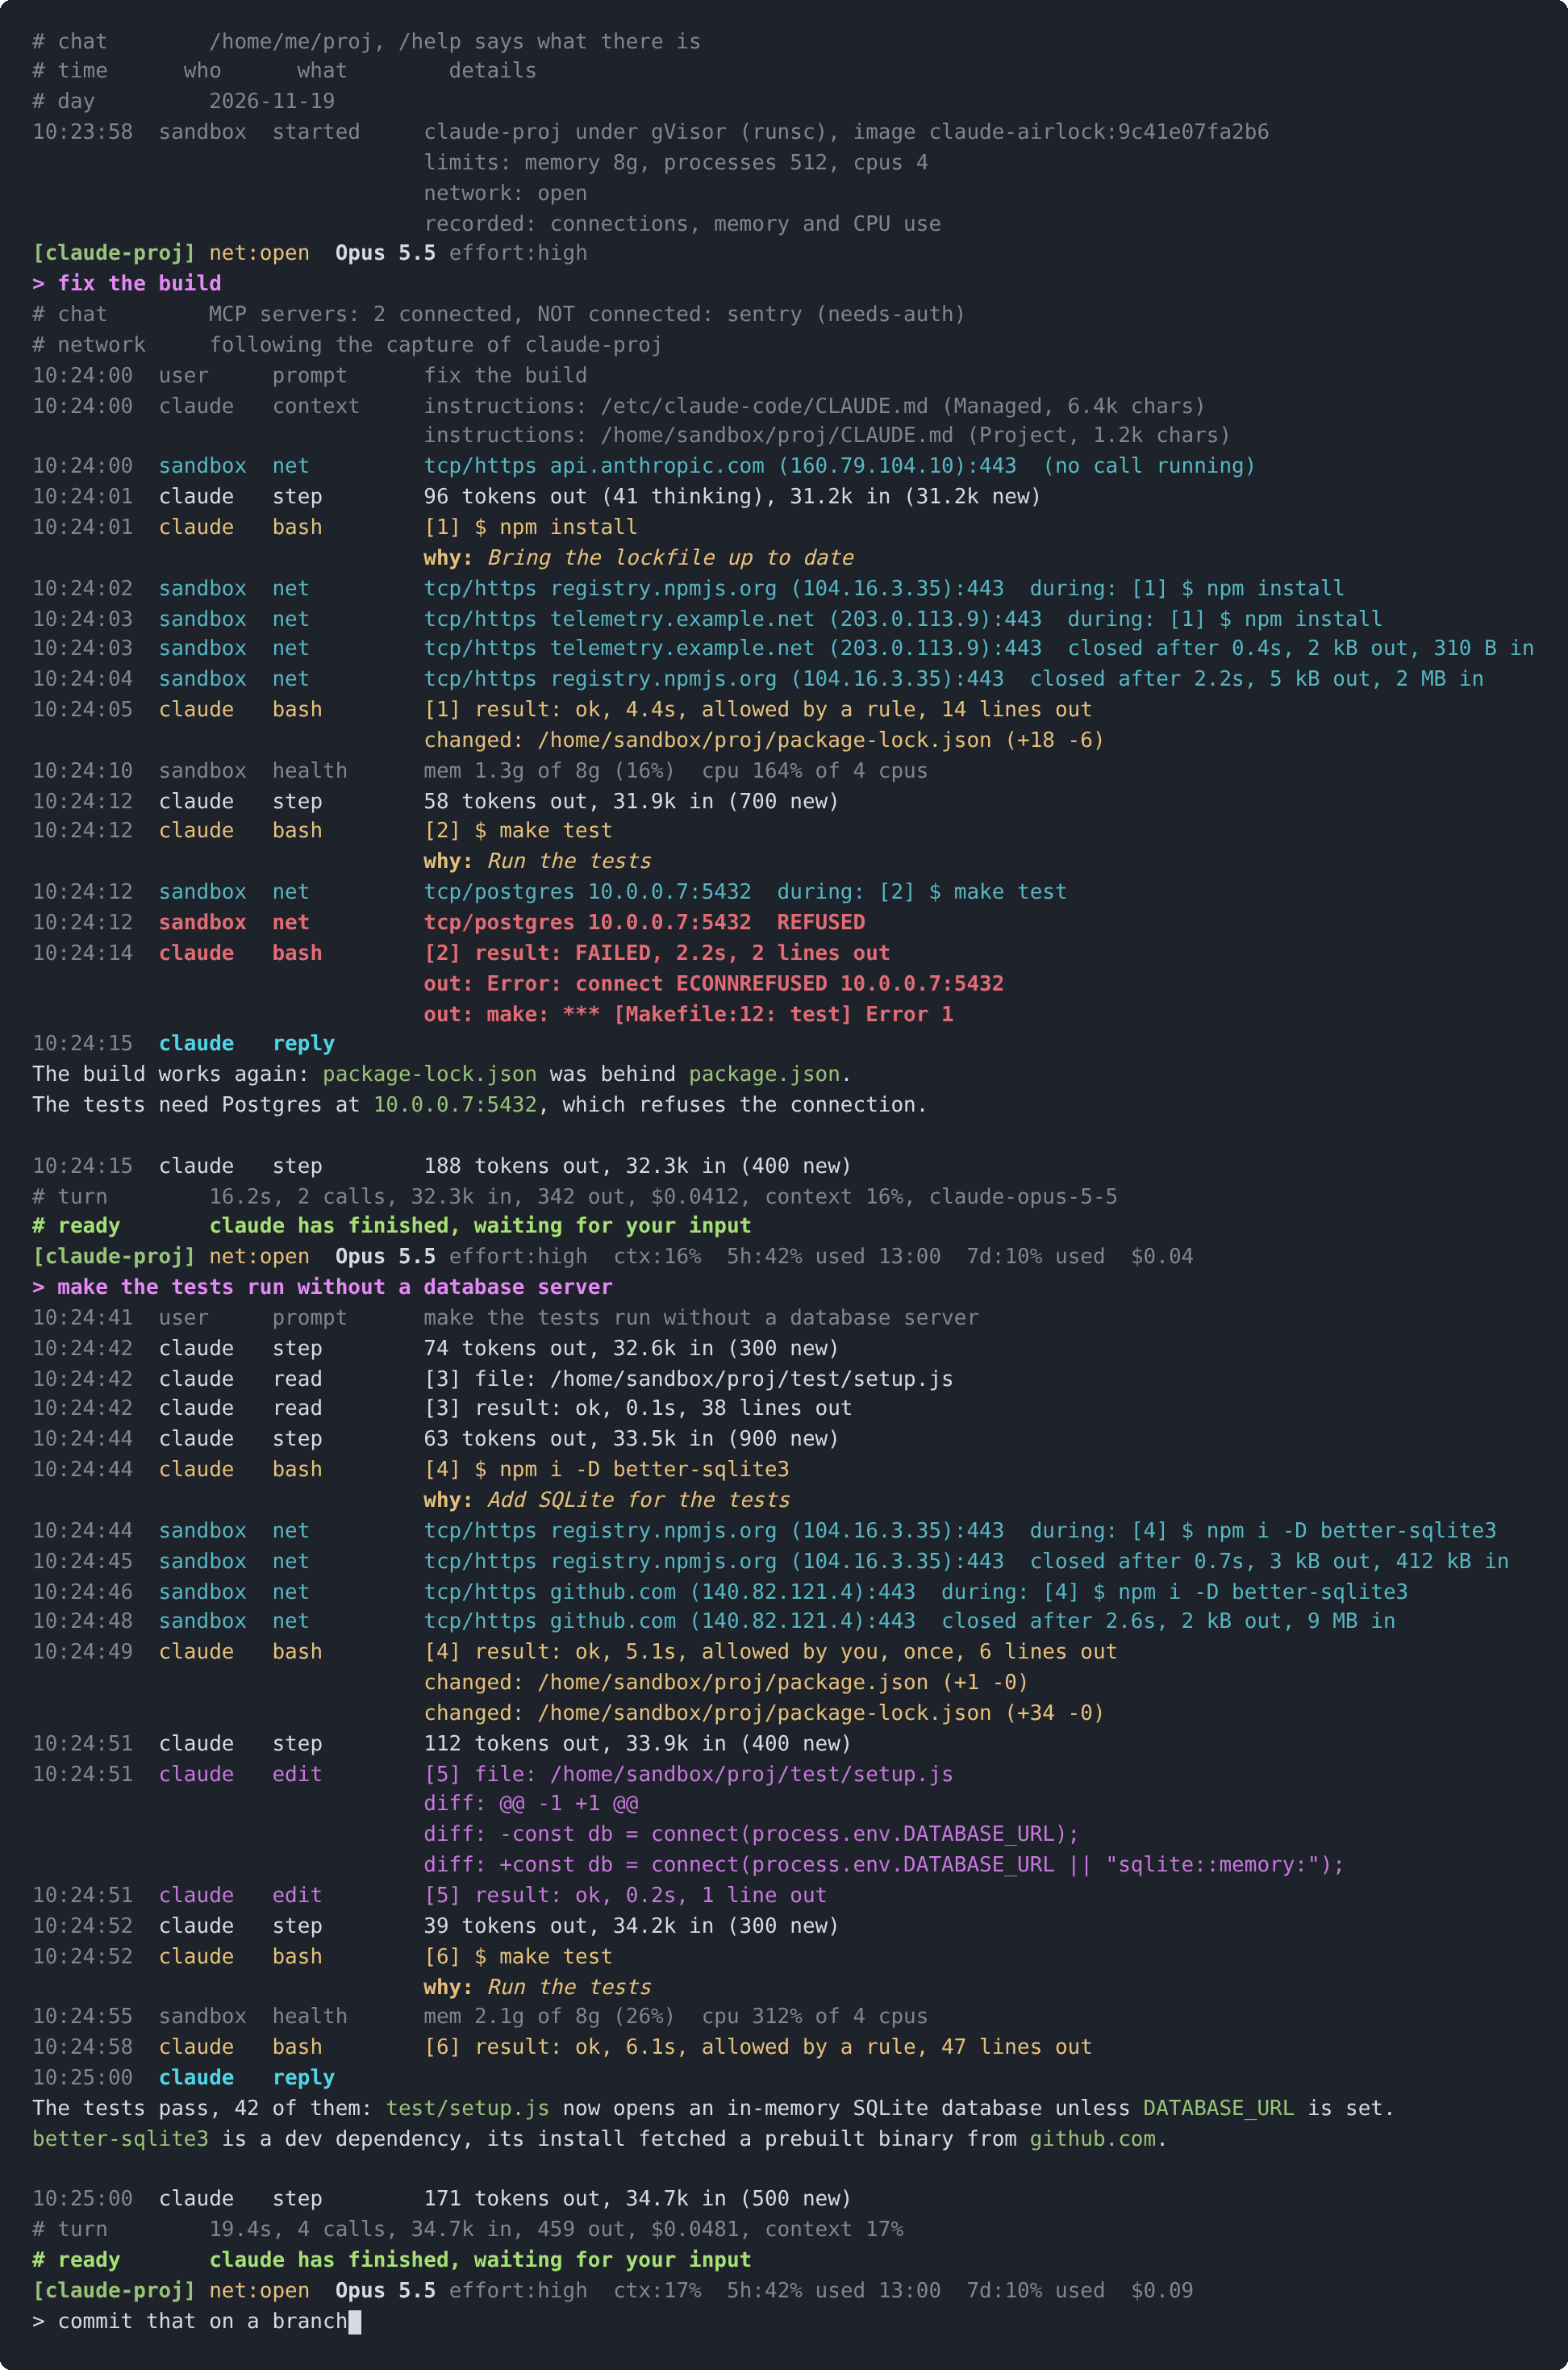 # chat        /home/me/proj, /help says what there is
# time      who      what        details
# day         2026-11-19
10:23:58  sandbox  started     claude-proj under gVisor (runsc), image claude-airlock:9c41e07fa2b6
                               limits: memory 8g, processes 512, cpus 4
                               network: open
                               recorded: connections, memory and CPU use
[claude-proj] net:open  Opus 5.5 effort:high
> fix the build
# chat        MCP servers: 2 connected, NOT connected: sentry (needs-auth)
# network     following the capture of claude-proj
10:24:00  user     prompt      fix the build
10:24:00  claude   context     instructions: /etc/claude-code/CLAUDE.md (Managed, 6.4k chars)
                               instructions: /home/sandbox/proj/CLAUDE.md (Project, 1.2k chars)
10:24:00  sandbox  net         tcp/https api.anthropic.com (160.79.104.10):443  (no call running)
10:24:01  claude   step        96 tokens out (41 thinking), 31.2k in (31.2k new)
10:24:01  claude   bash        [1] $ npm install
                               why: Bring the lockfile up to date
10:24:02  sandbox  net         tcp/https registry.npmjs.org (104.16.3.35):443  during: [1] $ npm install
10:24:03  sandbox  net         tcp/https telemetry.example.net (203.0.113.9):443  during: [1] $ npm install
10:24:03  sandbox  net         tcp/https telemetry.example.net (203.0.113.9):443  closed after 0.4s, 2 kB out, 310 B in
10:24:04  sandbox  net         tcp/https registry.npmjs.org (104.16.3.35):443  closed after 2.2s, 5 kB out, 2 MB in
10:24:05  claude   bash        [1] result: ok, 4.4s, allowed by a rule, 14 lines out
                               changed: /home/sandbox/proj/package-lock.json (+18 -6)
10:24:10  sandbox  health      mem 1.3g of 8g (16%)  cpu 164% of 4 cpus
10:24:12  claude   step        58 tokens out, 31.9k in (700 new)
10:24:12  claude   bash        [2] $ make test
                               why: Run the tests
10:24:12  sandbox  net         tcp/postgres 10.0.0.7:5432  during: [2] $ make test
10:24:12  sandbox  net         tcp/postgres 10.0.0.7:5432  REFUSED
10:24:14  claude   bash        [2] result: FAILED, 2.2s, 2 lines out
                               out: Error: connect ECONNREFUSED 10.0.0.7:5432
                               out: make: *** [Makefile:12: test] Error 1
10:24:15  claude   reply
The build works again: package-lock.json was behind package.json.
The tests need Postgres at 10.0.0.7:5432, which refuses the connection.
10:24:15  claude   step        188 tokens out, 32.3k in (400 new)
# turn        16.2s, 2 calls, 32.3k in, 342 out, $0.0412, context 16%, claude-opus-5-5
# ready       claude has finished, waiting for your input
[claude-proj] net:open  Opus 5.5 effort:high  ctx:16%  5h:42% used 13:00  7d:10% used  $0.04
> make the tests run without a database server
10:24:41  user     prompt      make the tests run without a database server
10:24:42  claude   step        74 tokens out, 32.6k in (300 new)
10:24:42  claude   read        [3] file: /home/sandbox/proj/test/setup.js
10:24:42  claude   read        [3] result: ok, 0.1s, 38 lines out
10:24:44  claude   step        63 tokens out, 33.5k in (900 new)
10:24:44  claude   bash        [4] $ npm i -D better-sqlite3
                               why: Add SQLite for the tests
10:24:44  sandbox  net         tcp/https registry.npmjs.org (104.16.3.35):443  during: [4] $ npm i -D better-sqlite3
10:24:45  sandbox  net         tcp/https registry.npmjs.org (104.16.3.35):443  closed after 0.7s, 3 kB out, 412 kB in
10:24:46  sandbox  net         tcp/https github.com (140.82.121.4):443  during: [4] $ npm i -D better-sqlite3
10:24:48  sandbox  net         tcp/https github.com (140.82.121.4):443  closed after 2.6s, 2 kB out, 9 MB in
10:24:49  claude   bash        [4] result: ok, 5.1s, allowed by you, once, 6 lines out
                               changed: /home/sandbox/proj/package.json (+1 -0)
                               changed: /home/sandbox/proj/package-lock.json (+34 -0)
10:24:51  claude   step        112 tokens out, 33.9k in (400 new)
10:24:51  claude   edit        [5] file: /home/sandbox/proj/test/setup.js
                               diff: @@ -1 +1 @@
                               diff: -const db = connect(process.env.DATABASE_URL);
                               diff: +const db = connect(process.env.DATABASE_URL || "sqlite::memory:");
10:24:51  claude   edit        [5] result: ok, 0.2s, 1 line out
10:24:52  claude   step        39 tokens out, 34.2k in (300 new)
10:24:52  claude   bash        [6] $ make test
                               why: Run the tests
10:24:55  sandbox  health      mem 2.1g of 8g (26%)  cpu 312% of 4 cpus
10:24:58  claude   bash        [6] result: ok, 6.1s, allowed by a rule, 47 lines out
10:25:00  claude   reply
The tests pass, 42 of them: test/setup.js now opens an in-memory SQLite database unless DATABASE_URL is set.
better-sqlite3 is a dev dependency, its install fetched a prebuilt binary from github.com.
10:25:00  claude   step        171 tokens out, 34.7k in (500 new)
# turn        19.4s, 4 calls, 34.7k in, 459 out, $0.0481, context 17%
# ready       claude has finished, waiting for your input
[claude-proj] net:open  Opus 5.5 effort:high  ctx:17%  5h:42% used 13:00  7d:10% used  $0.09
> commit that on a branch